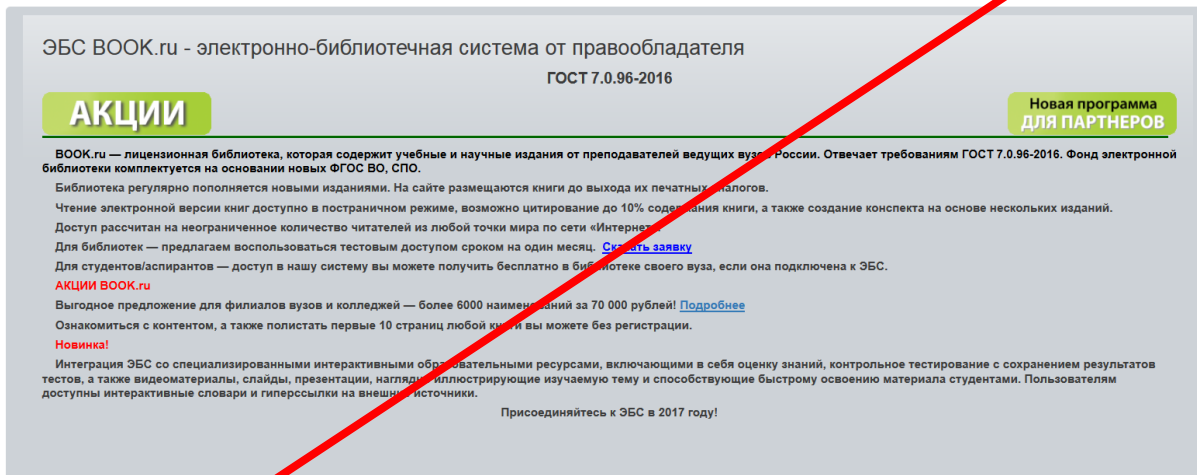 ЭБС BOOK.ru - электронно-библиотечная система от правообладателя
ГОСТ 7.0.96-2016
АКЦИИ
Новая программа
ДЛЯ ПАРТНЕРОВ
BOOK.ru — лицензионная библиотека, которая содержит учебные и научные издания от преподавателей ведущих вузов России. Отвечает требованиям ГОСТ 7.0.96-2016. Фонд электронной
библиотеки комплектуется на основании новых ФГОС ВО, СПО.
Библиотека регулярно пополняется новыми изданиями. На сайте размещаются книги до выхода их печатных аналогов.
Чтение электронной версии книг доступно в постраничном режиме, возможно цитирование до 10% содержания книги, а также создание конспекта на основе нескольких изданий.
Доступ рассчитан на неограниченное количество читателей из любой точки мира по сети «Интернет»
Для библиотек — предлагаем воспользоваться тестовым доступом сроком на один месяц. Скачать заявку
Для студентов/аспирантов — доступ в нашу систему вы можете получить бесплатно в библиотеке своего вуза, если она подключена к ЭБС.
АКЦИИ BOOK.ru
Выгодное предложение для филиалов вузов и колледжей — более 6000 наименований за 70 000 рублей! Подробнее
Ознакомиться с контентом, а также полистать первые 10 страниц любой книги вы можете без регистрации.
Новинка!
Интеграция ЭБС со специализированными интерактивными образовательными ресурсами, включающими в себя оценку знаний, контрольное тестирование с сохранением результатов
тестов, а также видеоматериалы, слайды, презентации, наглядно иллюстрирующие изучаемую тему и способствующие быстрому освоению материала студентами. Пользователям
доступны интерактивные словари и гиперссылки на внешние источники.
Присоединяйтесь к ЭБС в 2017 году!